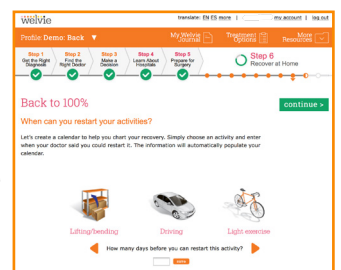 welvie
translate: EN ES more | my account | log out
Profile Demo: Back ▼
My Welvie Journal
Treatment Options
More Resources
Step 1 Get the Right Diagnosis
Step 2 Find the Right Doctor
Step 3 Make a Decision
Step 4 Learn About Hospitals
Step 5 Prepare for Surgery
Step 6 Recover at Home
Back to 100%
continue »
When can you restart your activities?
Let's create a calendar to help you chart your recovery. Simply choose an activity and enter
when your doctor said you could restart it. The information will automatically populate your
calendar.
Lifting/bending
Driving
Light exercise
How many days before you can restart this activity?